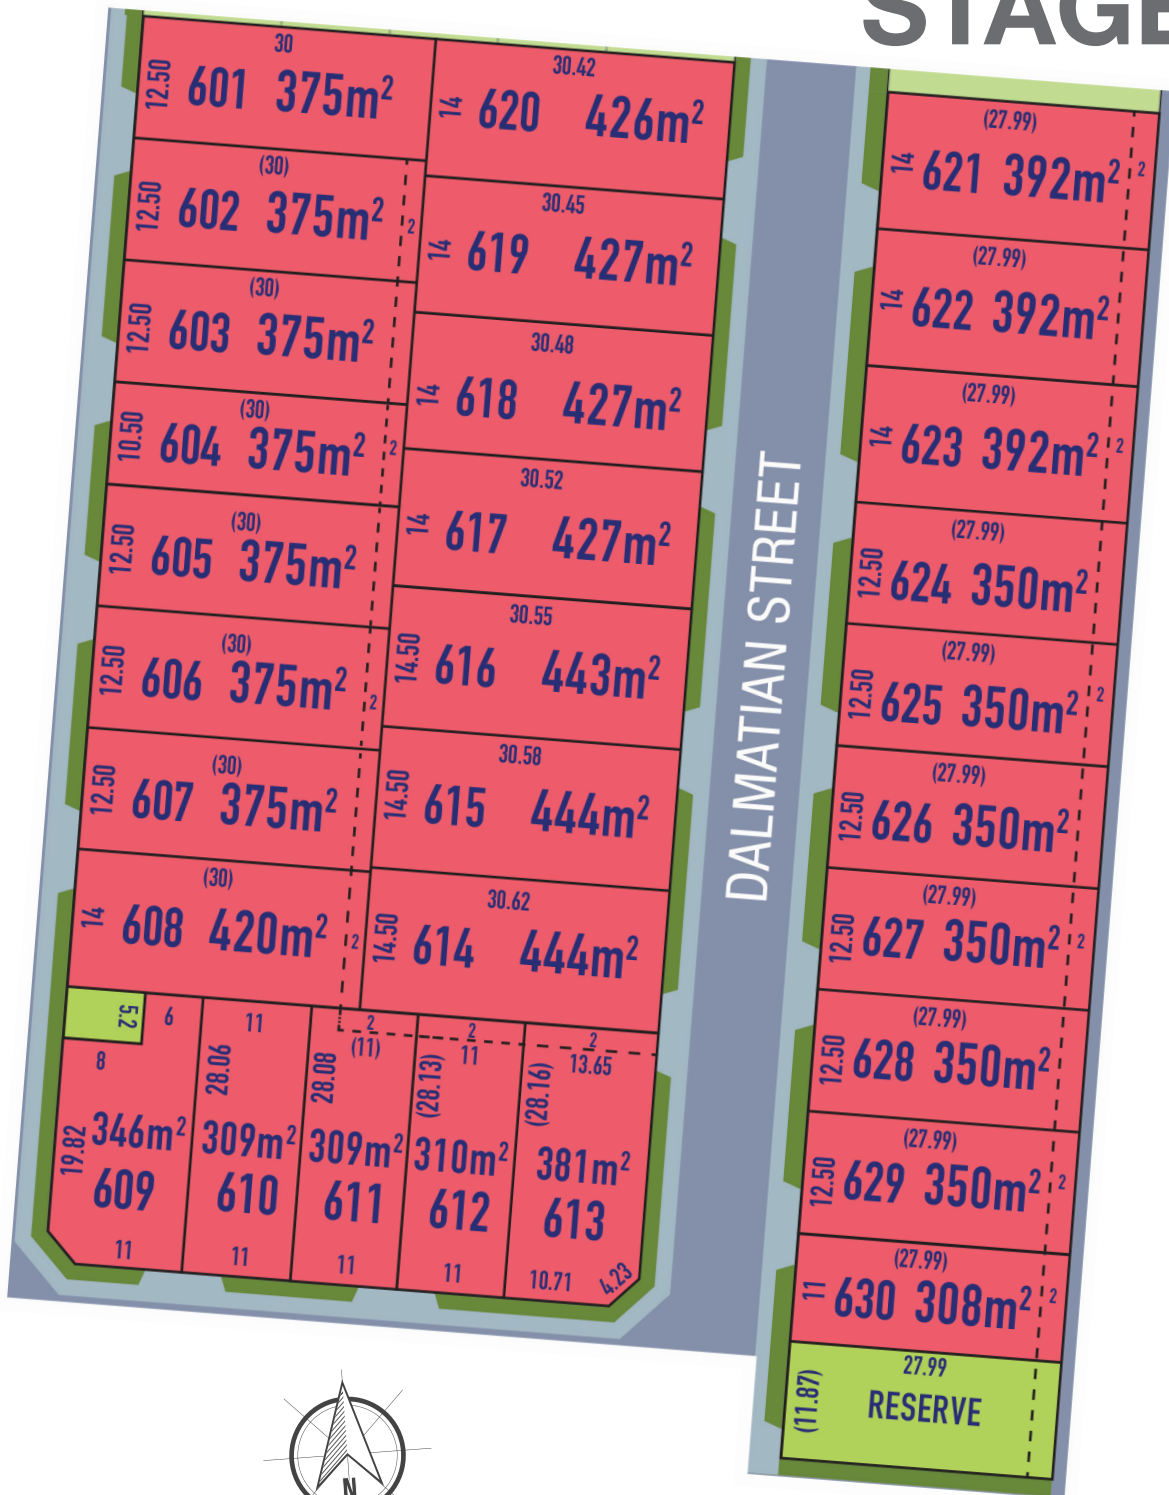 STAGE
30
12.50 601 375m²
(30)
12.50 602 375m² 2
(30)
12.50 603 375m²
(30)
10.50 604 375m² 2
(30)
12.50 605 375m²
(30)
12.50 606 375m² 2
(30)
12.50 607 375m²
(30)
14 608 420m² 2
30.42
14 620 426m²
30.45
14 619 427m²
30.48
14 618 427m²
30.52
14 617 427m²
30.55
14.50 616 443m²
30.58
14.50 615 444m²
30.62
14.50 614 444m²
5.2 6
8
19.82
346m²
609
11
11
28.06
309m²
610
11
2
(11)
28.08
309m²
611
11
2
11
(28.13)
310m²
612
11
2
13.65
(28.16)
381m²
613
10.71
4.23
DALMATIAN STREET
(27.99)
14 621 392m² 2
(27.99)
14 622 392m²
(27.99)
14 623 392m² 2
(27.99)
12.50 624 350m²
(27.99)
12.50 625 350m² 2
(27.99)
12.50 626 350m²
(27.99)
12.50 627 350m² 2
(27.99)
12.50 628 350m²
(27.99)
12.50 629 350m² 2
(27.99)
11 630 308m² 2
27.99
(11.87) RESERVE
N